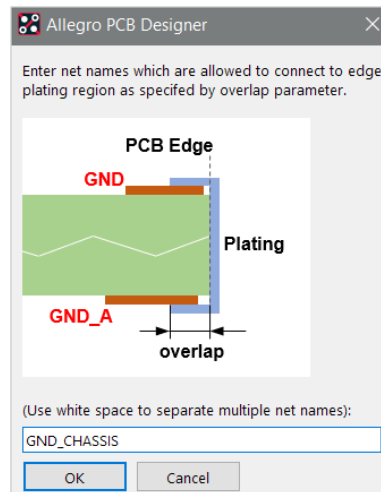 Allegro PCB Designer
Enter net names which are allowed to connect to edge
plating region as specifed by overlap parameter.
PCB Edge
GND
Plating
GND_A
overlap
(Use white space to separate multiple net names):
GND_CHASSIS
OK Cancel